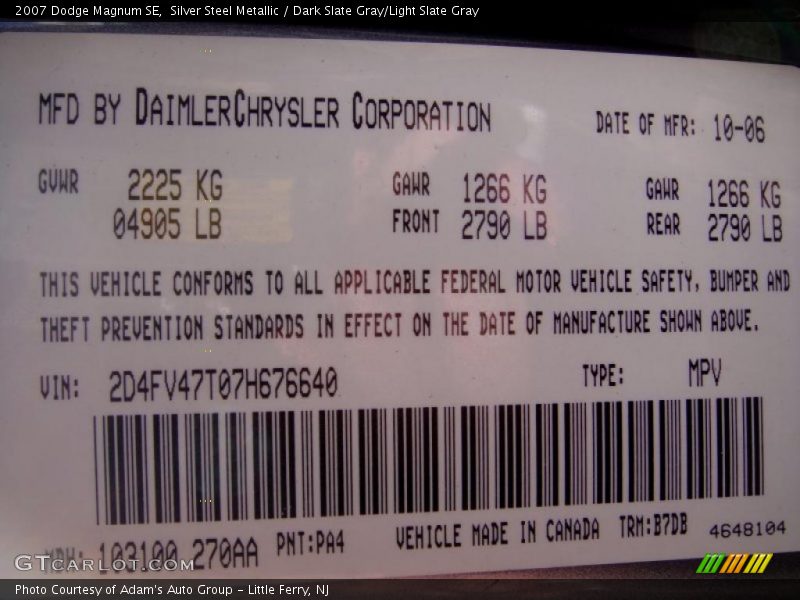 2007 Dodge Magnum SE, Silver Steel Metallic / Dark Slate Gray/Light Slate Gray
MFD BY DAIMLERCHRYSLER CORPORATION DATE OF MFR: 10-06
GVWR 2225 KG GAWR 1266 KG GAWR 1266 KG
04905 LB FRONT 2790 LB REAR 2790 LB
THIS VEHICLE CONFORMS TO ALL APPLICABLE FEDERAL MOTOR VEHICLE SAFETY, BUMPER AND
THEFT PREVENTION STANDARDS IN EFFECT ON THE DATE OF MANUFACTURE SHOWN ABOVE.
VIN: 2D4FV47T07H676640 TYPE: MPV
103100 270AA PNT:PA4 VEHICLE MADE IN CANADA TRM:B7DB 4648104
GTCARLOT.COM
Photo Courtesy of Adam's Auto Group - Little Ferry, NJ